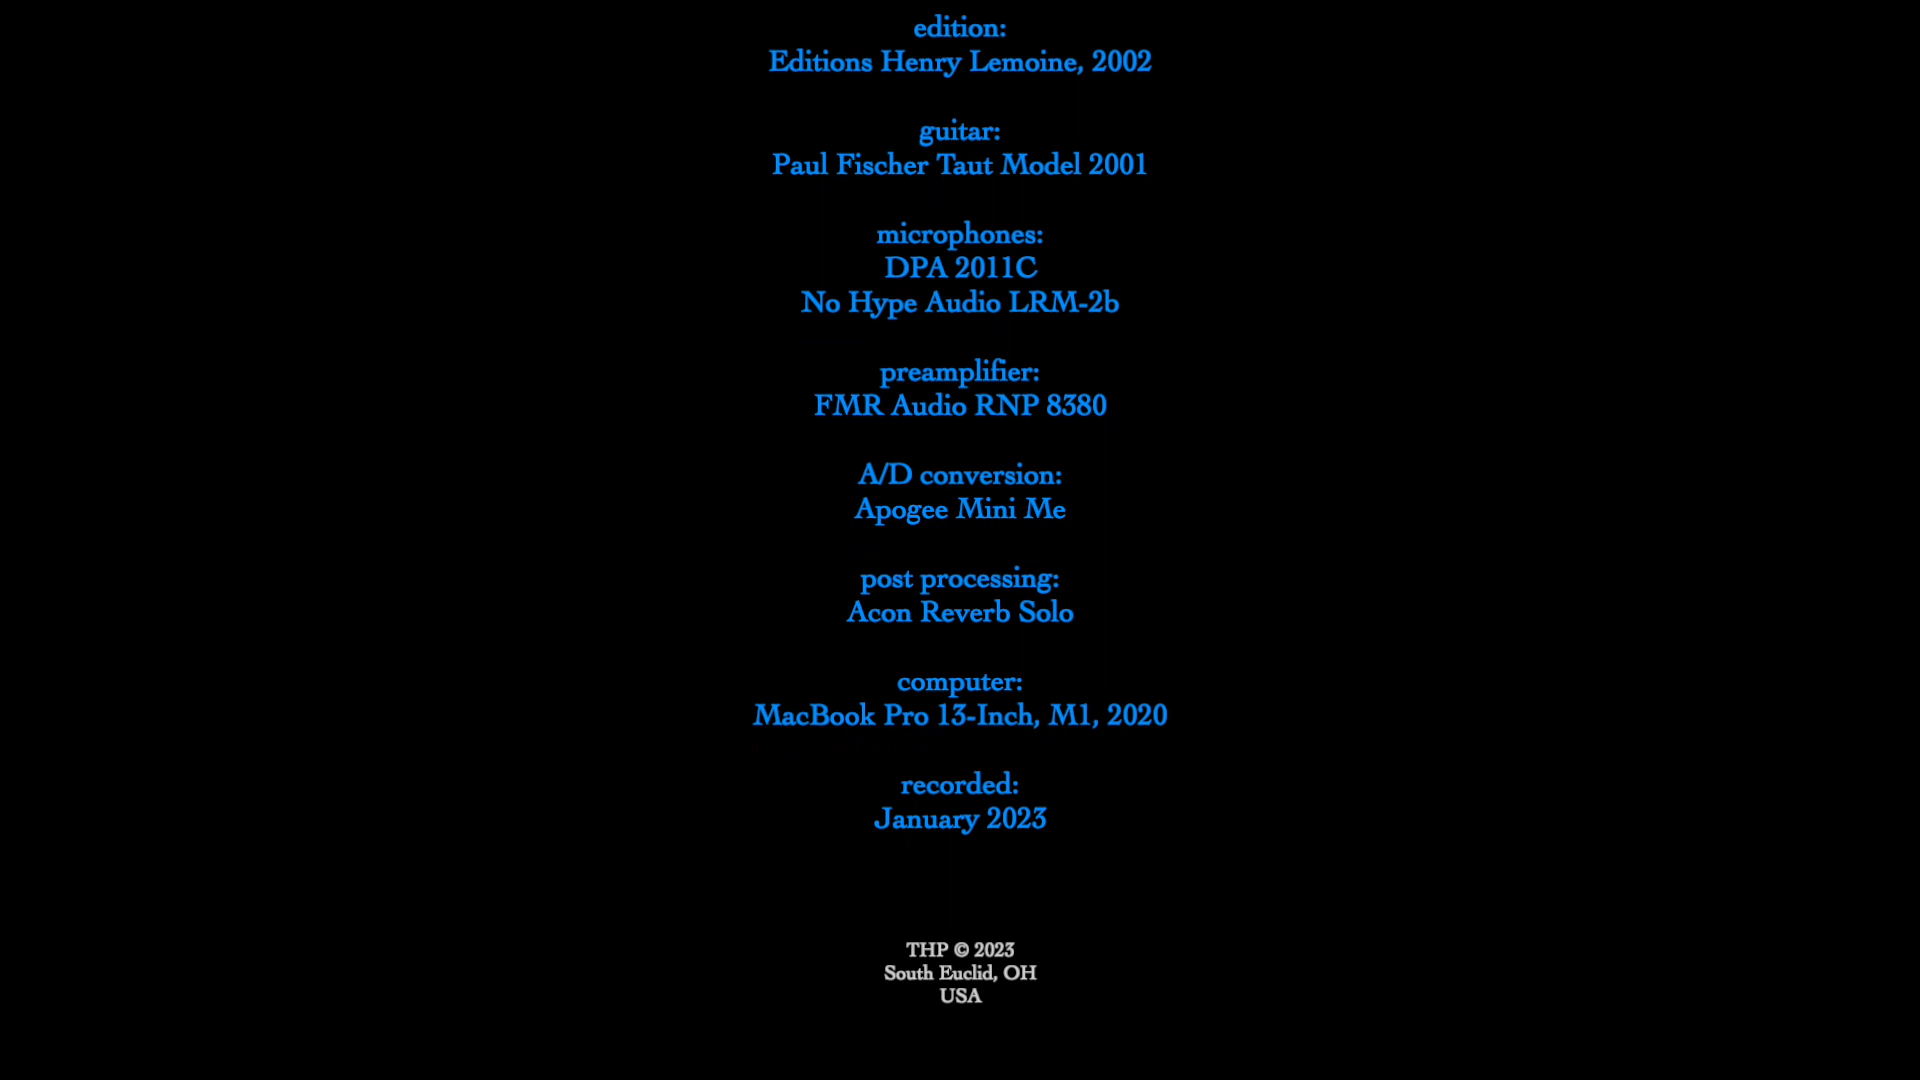 edition:
Editions Henry Lemoine, 2002
guitar:
Paul Fischer Taut Model 2001
microphones:
DPA 2011C
No Hype Audio LRM-2b
preamplifier:
FMR Audio RNP 8380
A/D conversion:
Apogee Mini Me
post processing:
Acon Reverb Solo
computer:
MacBook Pro 13-Inch, M1, 2020
recorded:
January 2023
THP © 2023
South Euclid, OH
USA